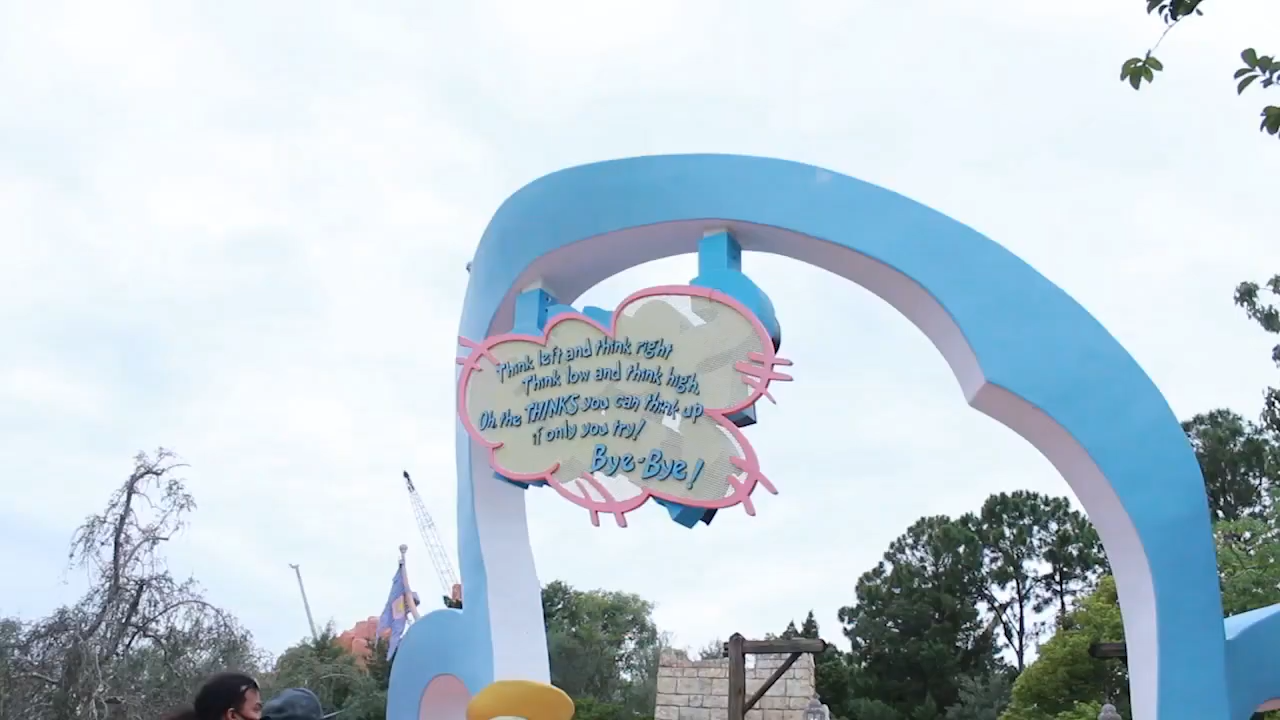 Think left and think right
Think low and think high.
Oh the THINKS you can think up
if only you try!
Bye-Bye!